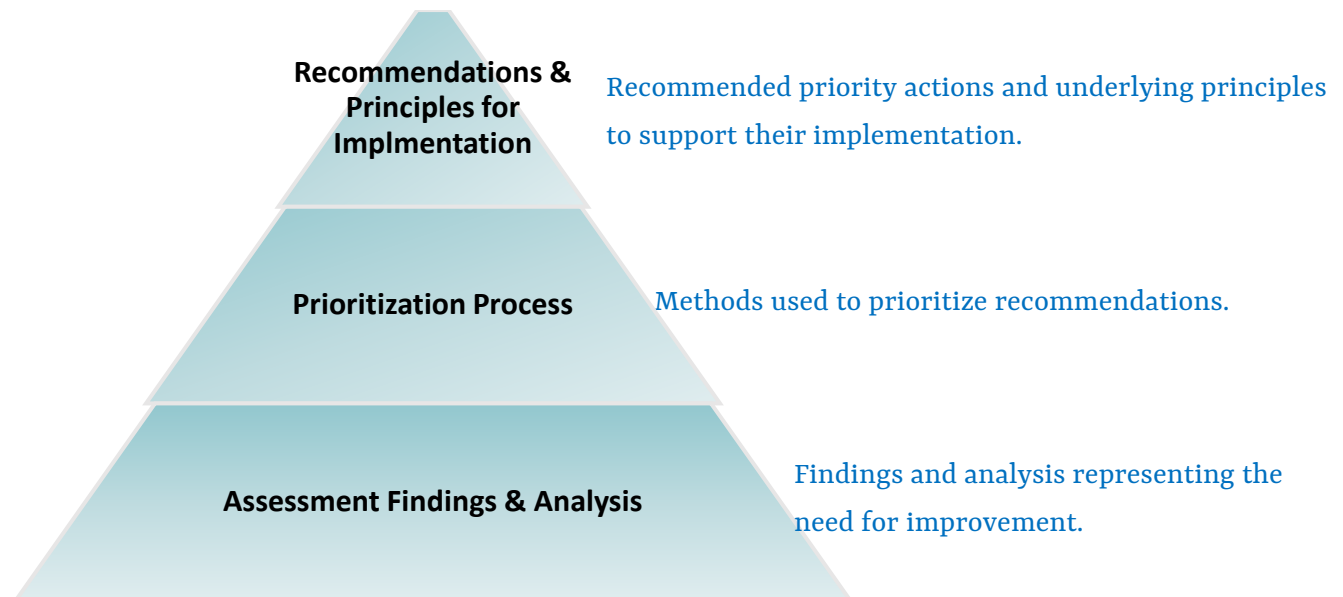 Recommendations &
Principles for
Implmentation
Recommended priority actions and underlying principles
to support their implementation.
Prioritization Process
Methods used to prioritize recommendations.
Assessment Findings & Analysis
Findings and analysis representing the
need for improvement.